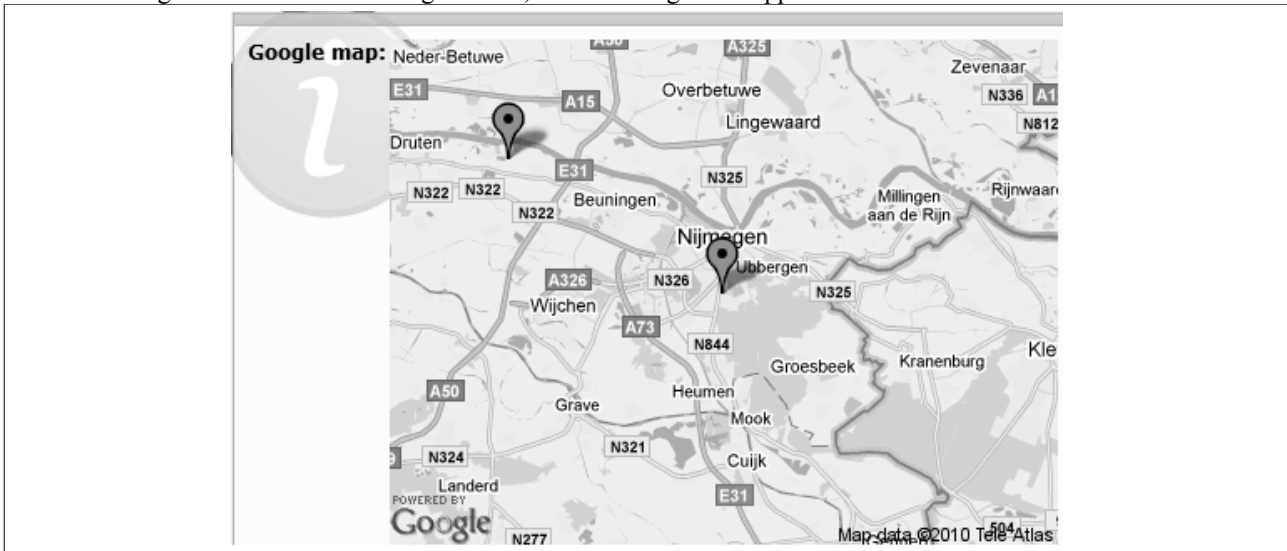 Google map:
Neder-Betuwe
A325
Zevenaar
E31
A15
Overbetuwe
N336
Lingewaard
N812
Druten
E31
N325
N322
N322
Beuningen
Millingen
aan de Rijn
N322
Nijmegen
Ubbergen
A326
N326
N325
Wijchen
A73
N844
Groesbeek
Kranenburg
Kle
A50
Heumen
Grave
Mook
N321
N324
Cuijk
Landerd
E31
POWERED BY
Google
N277
504
Map data ©2010 Tele Atlas